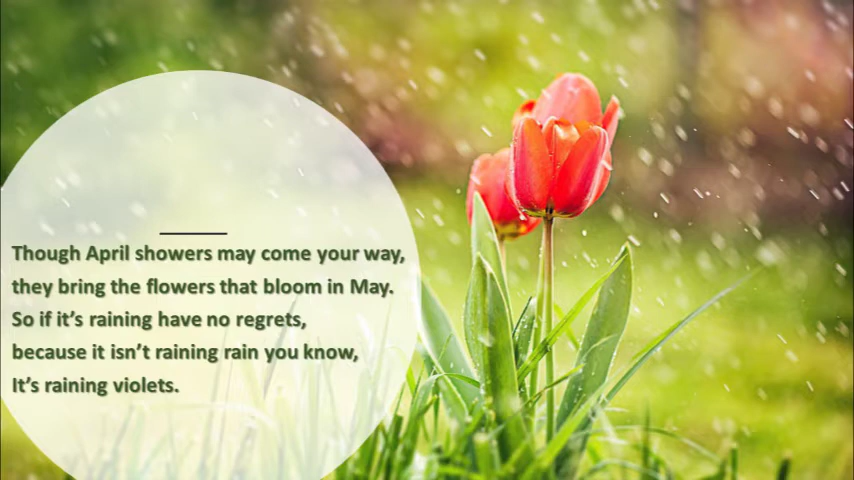 Though April showers may come your way,
they bring the flowers that bloom in May.
So if it’s raining have no regrets,
because it isn’t raining rain you know,
It’s raining violets.